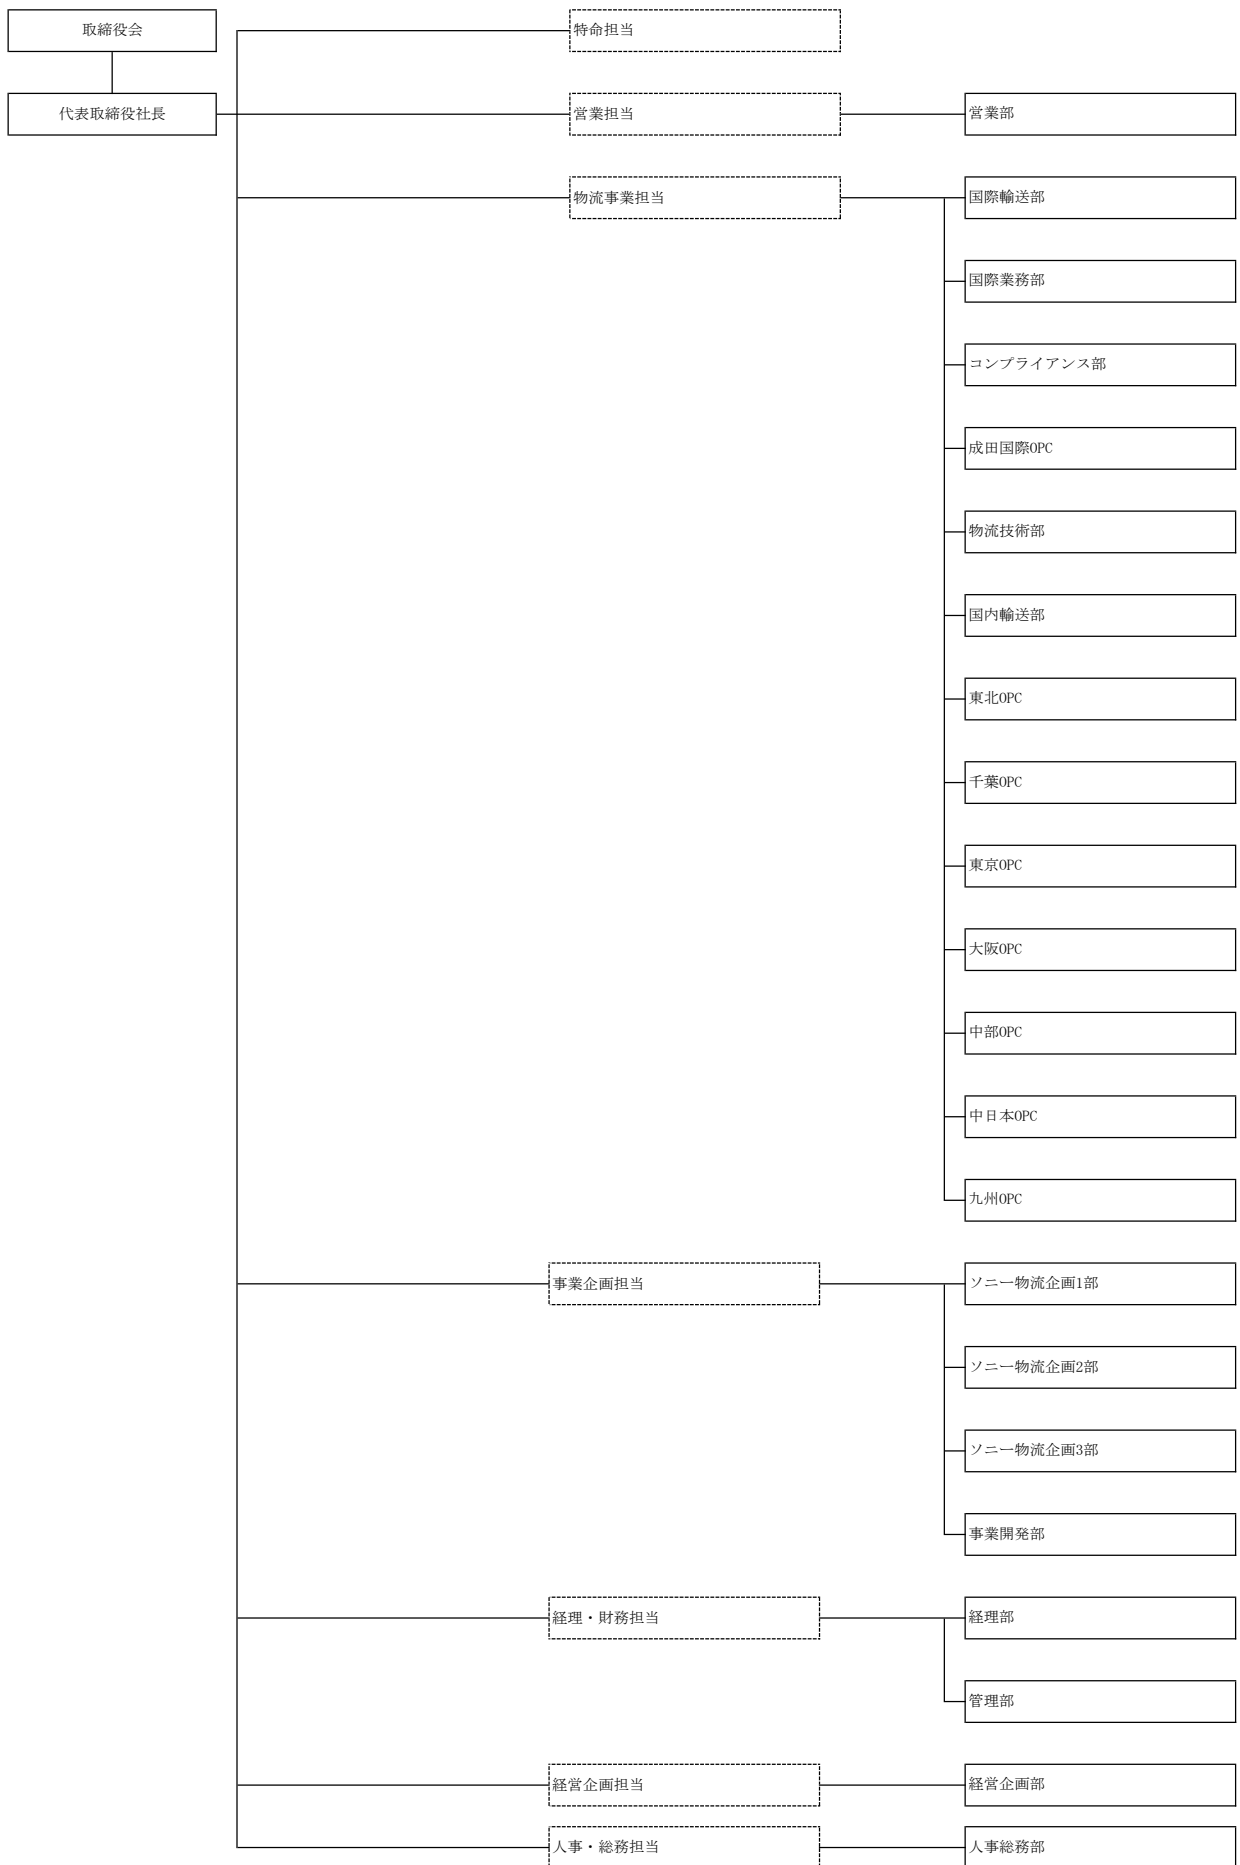 取締役会
特命担当
代表取締役社長
営業担当
営業部
物流事業担当
国際輸送部
国際業務部
コンプライアンス部
成田国際OPC
物流技術部
国内輸送部
東北OPC
千葉OPC
東京OPC
大阪OPC
中部OPC
中日本OPC
九州OPC
事業企画担当
ソニー物流企画1部
ソニー物流企画2部
ソニー物流企画3部
事業開発部
経理・財務担当
経理部
管理部
経営企画担当
経営企画部
人事・総務担当
人事総務部